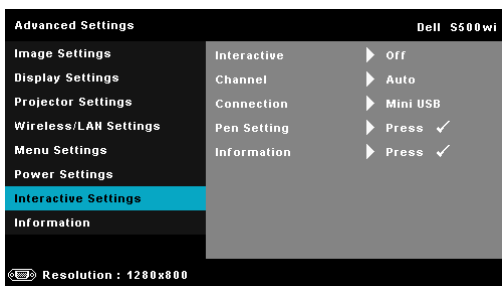 Advanced Settings Dell S500wi
Image Settings Interactive Off
Display Settings Channel Auto
Projector Settings Connection Mini USB
Wireless/LAN Settings Pen Setting Press ✓
Menu Settings Information Press ✓
Power Settings
Interactive Settings
Information
Resolution : 1280x800